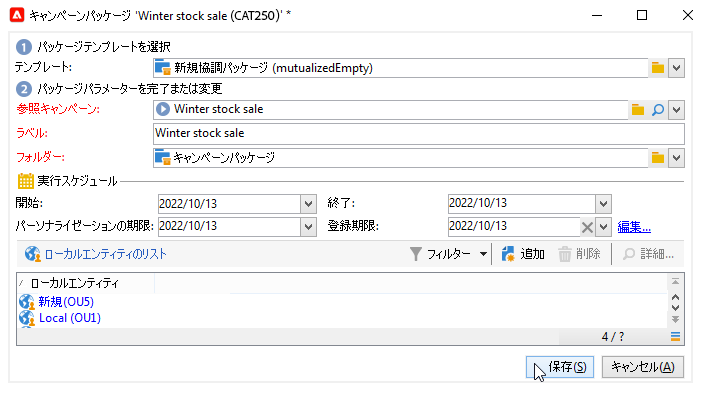 キャンペーンパッケージ 'Winter stock sale (CAT250)' *
1 パッケージテンプレートを選択
テンプレート: 新規協調パッケージ (mutualizedEmpty)
2 パッケージパラメーターを完了または変更
参照キャンペーン: Winter stock sale
ラベル: Winter stock sale
フォルダー: キャンペーンパッケージ
実行スケジュール
開始: 2022/10/13 終了: 2022/10/13
パーソナライゼーションの期限: 2022/10/13 登録期限: 2022/10/13 編集...
ローカルエンティティのリスト フィルター 追加 削除 詳細...
ローカルエンティティ
新規(OU5)
Local (OU1)
4 / ?
保存(S) キャンセル(A)